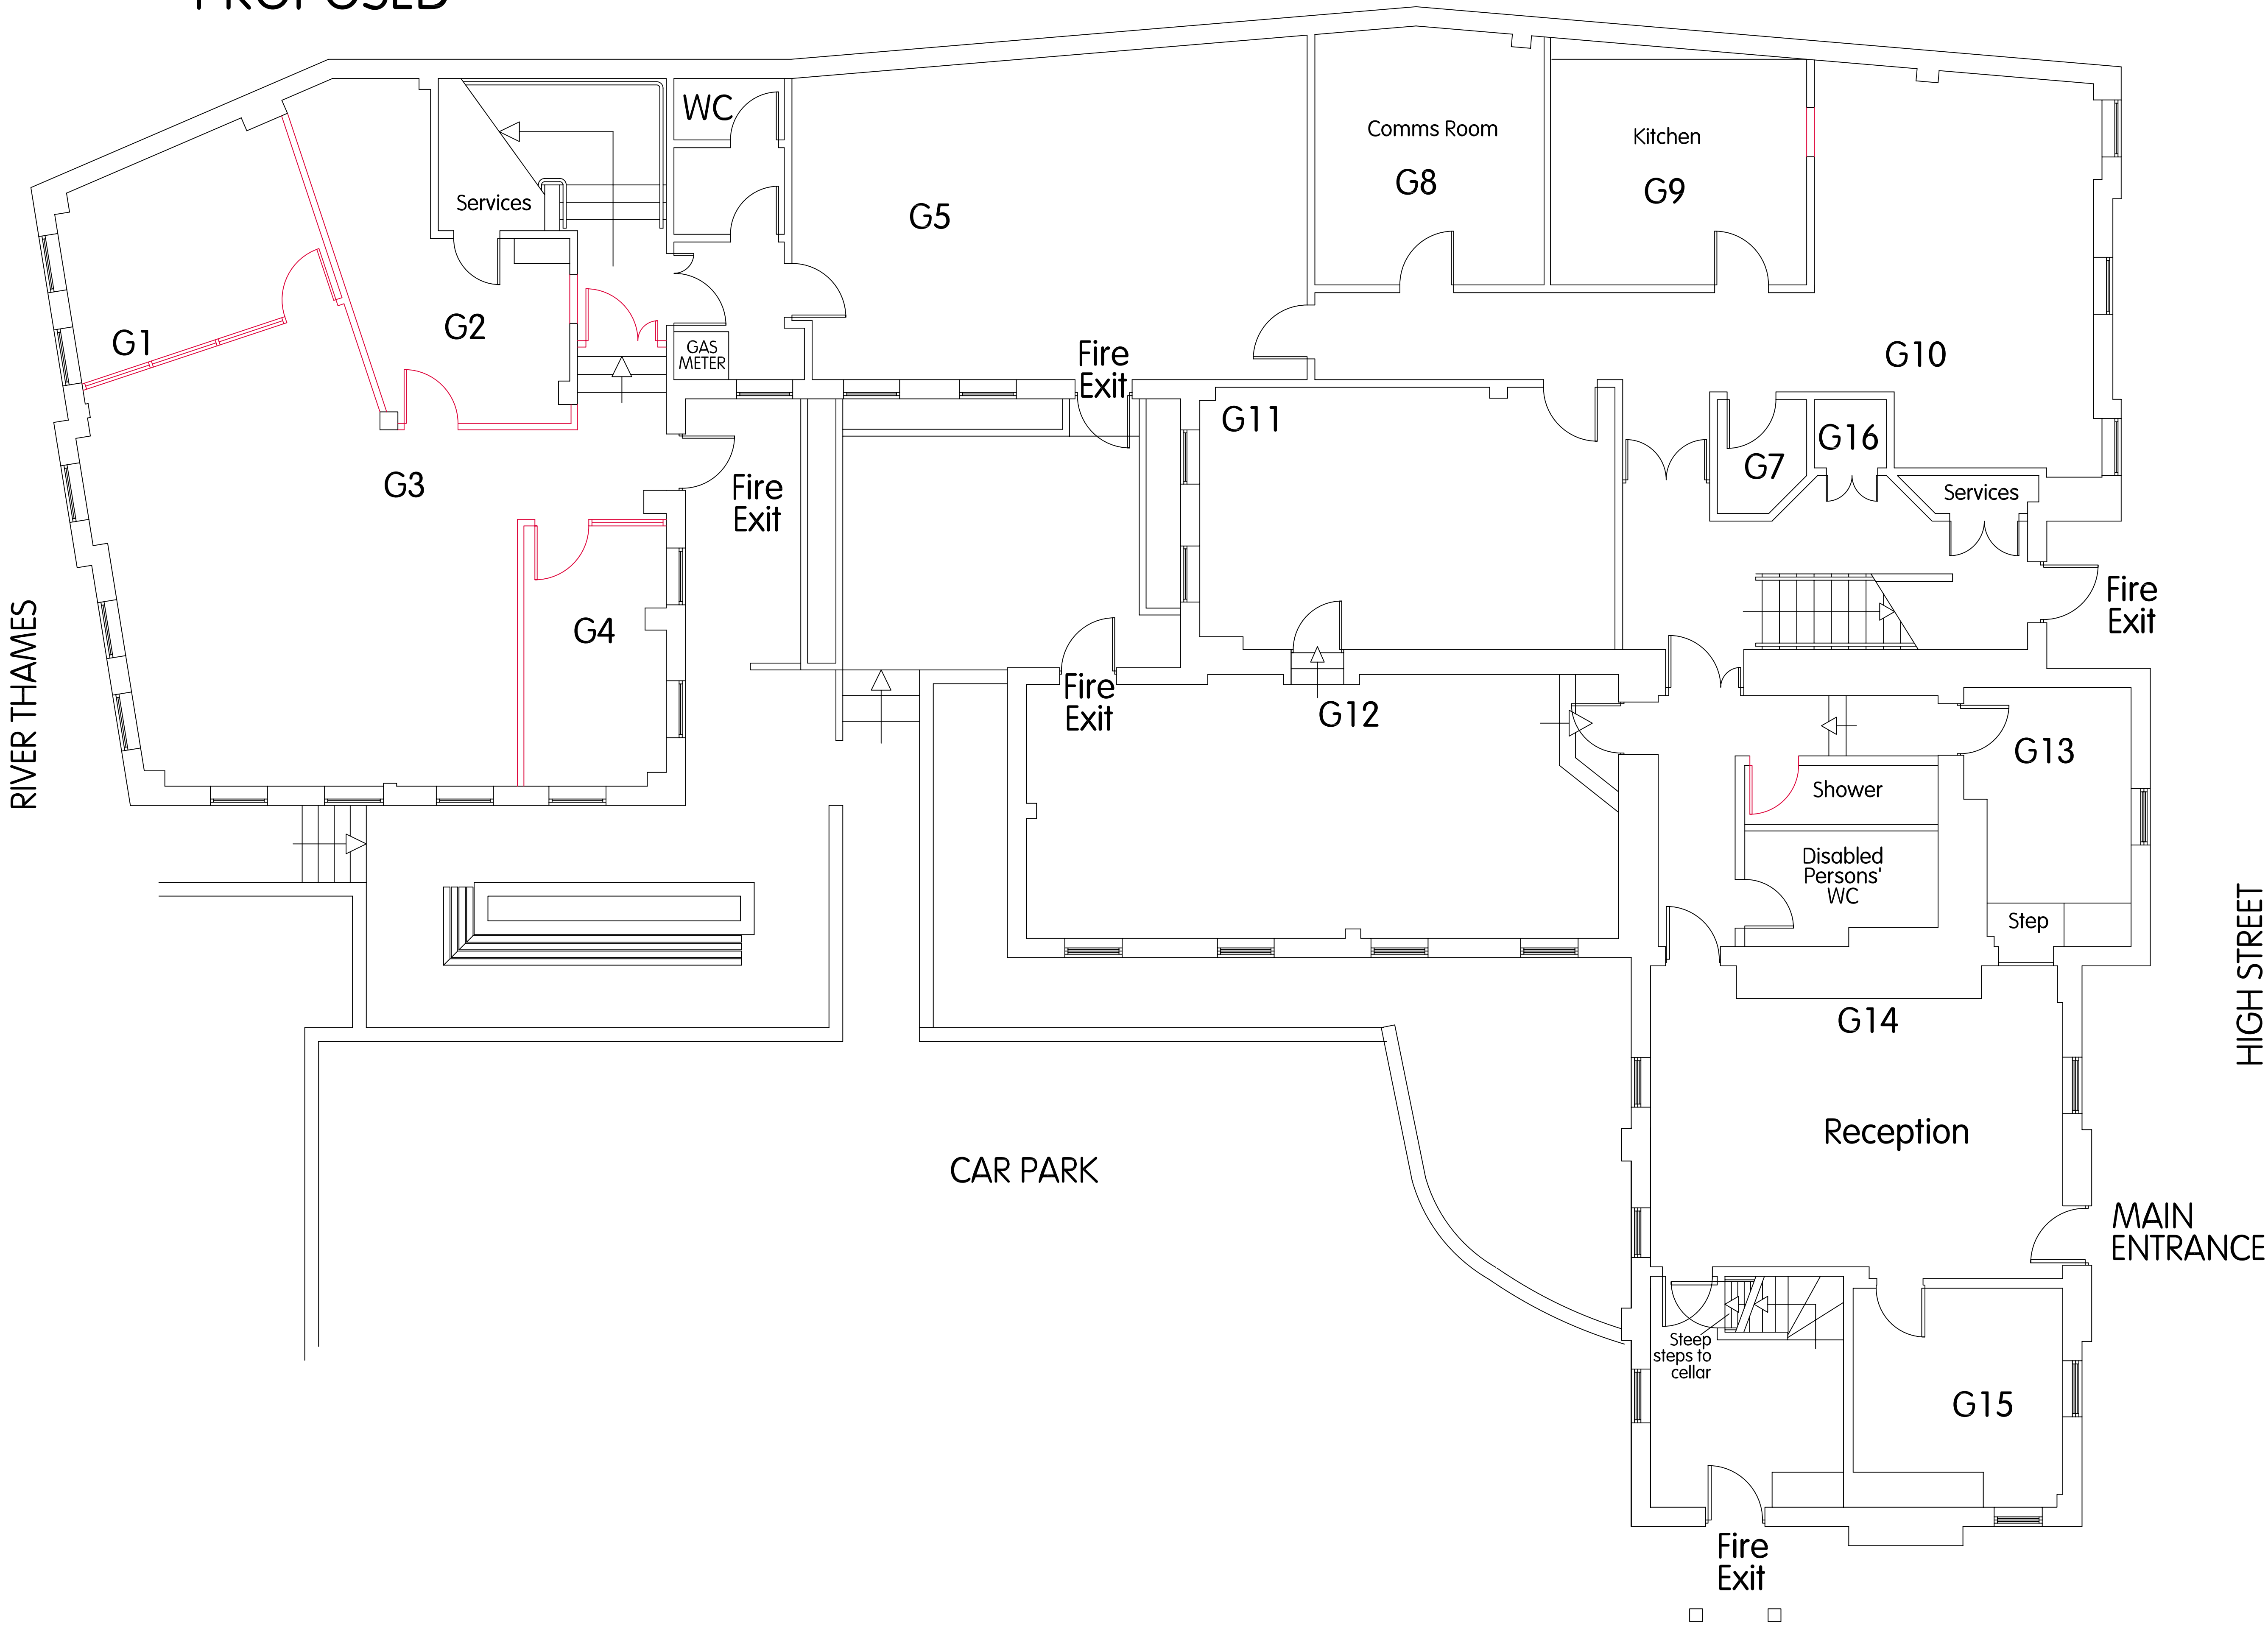 PROPOSED
WC
Comms Room
G8
Kitchen
G9
Services
G5
G1
G2
GAS
METER
Fire
Exit
G10
G11
G16
G7
Services
G3
Fire
Exit
RIVER THAMES
G4
Fire
Exit
Fire
Exit
G12
G13
Shower
Disabled
Persons'
WC
Step
HIGH STREET
G14
Reception
CAR PARK
MAIN
ENTRANCE
Steep
steps to
cellar
G15
Fire
Exit